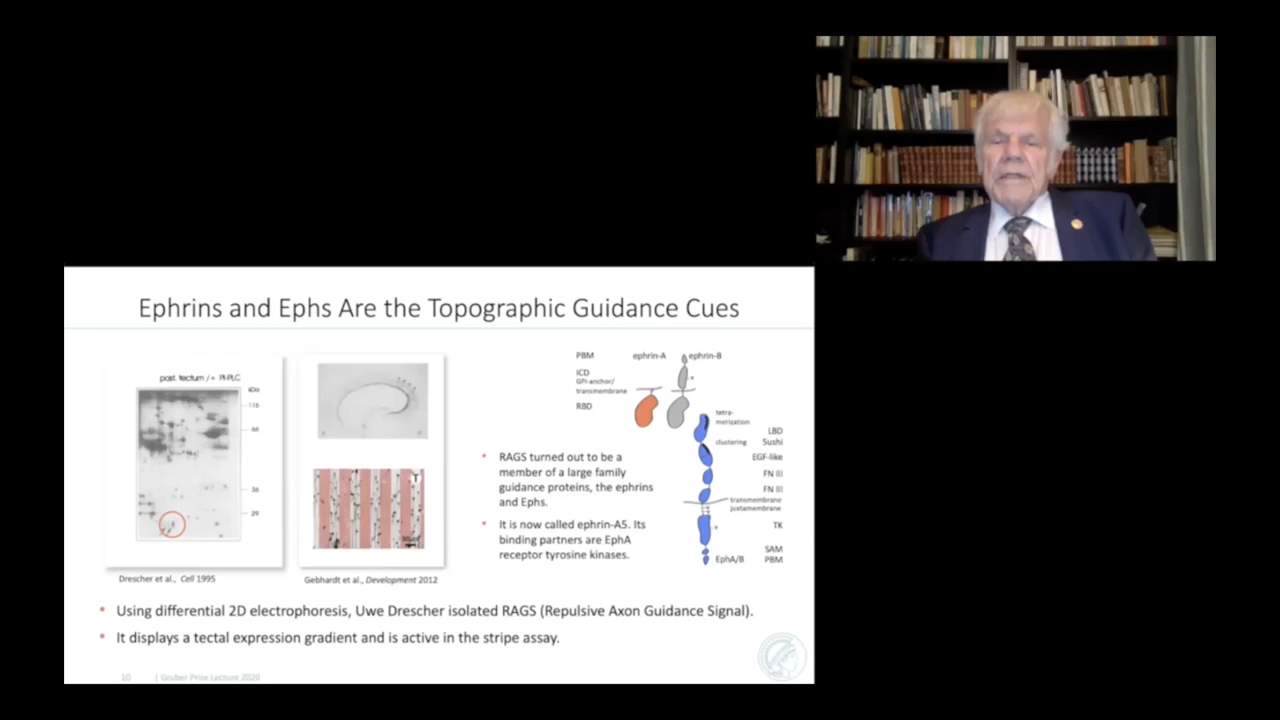 Ephrins and Ephs Are the Topographic Guidance Cues
post. tectum /+ PI-PLC
kDa
116
66
36
29
Drescher et al., Cell 1995
T
Gebhardt et al., Development 2012
RAGS turned out to be a
member of a large family
guidance proteins, the ephrins
and Ephs.
It is now called ephrin-A5. Its
binding partners are EphA
receptor tyrosine kinases.
PBM ephrin-A ephrin-B
ICD
GPI-anchor/
transmembrane
RBD
tetra-
merization
LBD
clustering Sushi
EGF-like
FN III
FN III
transmembrane
juxtamembrane
TK
SAM
EphA/B PBM
Using differential 2D electrophoresis, Uwe Drescher isolated RAGS (Repulsive Axon Guidance Signal).
It displays a tectal expression gradient and is active in the stripe assay.
10 | Gruber Prize Lecture 2020